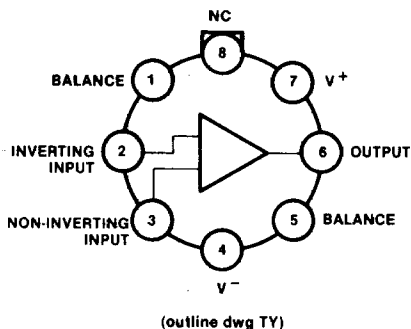 NC
8
BALANCE 1
7 V+
INVERTING
INPUT
2
6 OUTPUT
NON-INVERTING
INPUT
3
5 BALANCE
4
V−
(outline dwg TY)